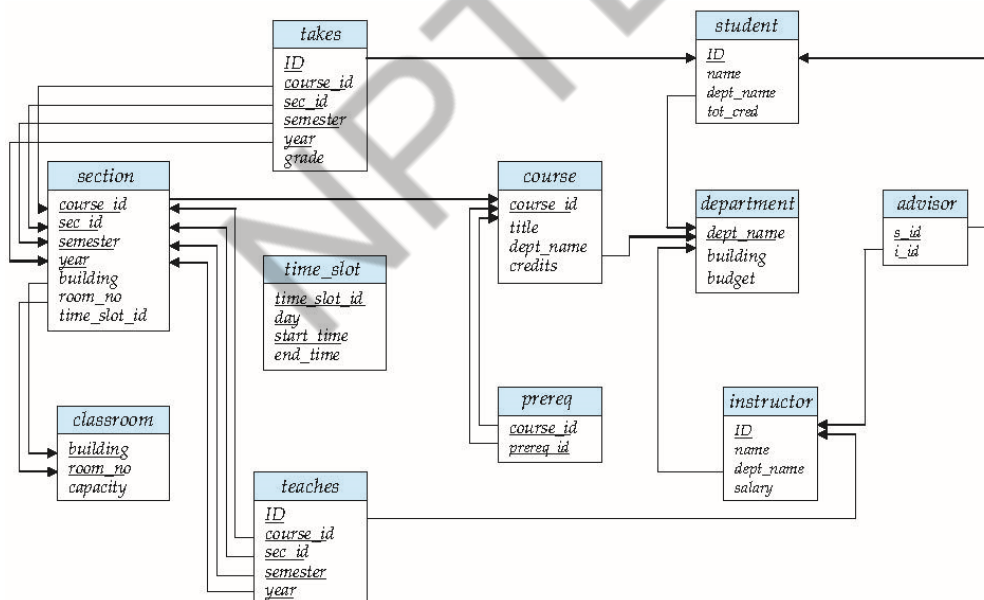 takes
ID
course_id
sec_id
semester
year
grade
student
ID
name
dept_name
tot_cred
section
course_id
sec_id
semester
year
building
room_no
time_slot_id
course
course_id
title
dept_name
credits
department
dept_name
building
budget
advisor
s_id
i_id
time_slot
time_slot_id
day
start_time
end_time
prereq
course_id
prereq_id
instructor
ID
name
dept_name
salary
classroom
building
room_no
capacity
teaches
ID
course_id
sec_id
semester
year
NPTE